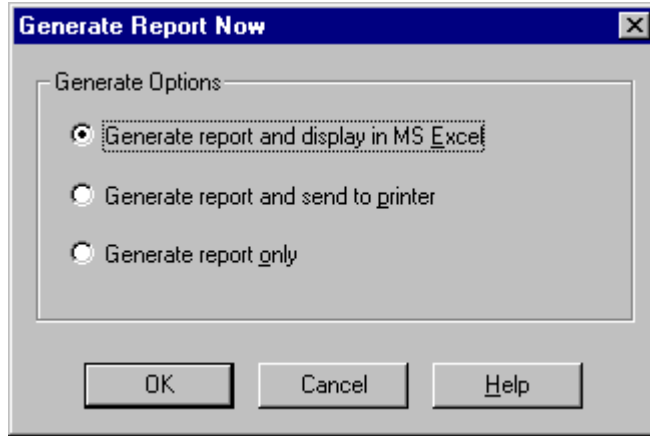 Generate Report Now
Generate Options
Generate report and display in MS Excel
Generate report and send to printer
Generate report only
OK Cancel Help